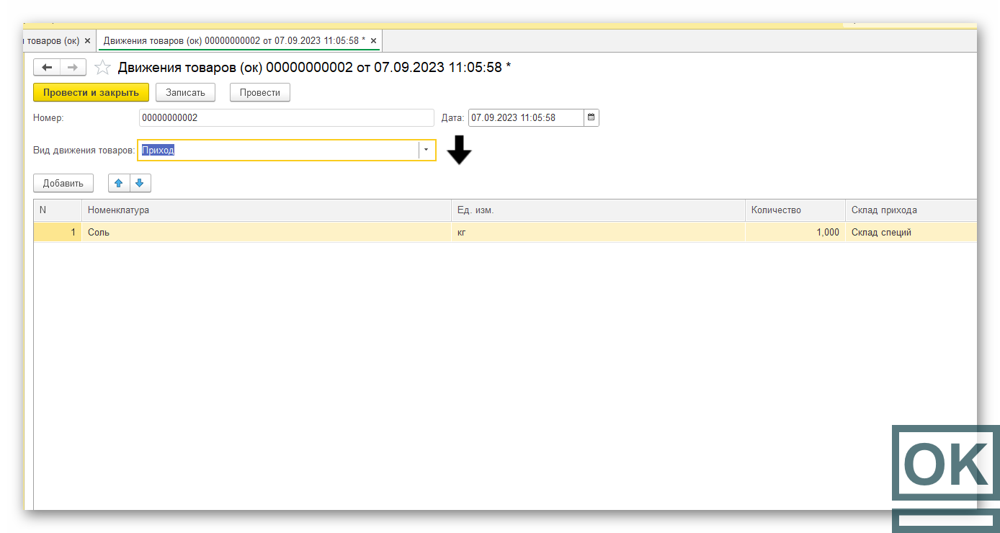 товаров (ок) × Движения товаров (ок) 00000000002 от 07.09.2023 11:05:58 * ×
Движения товаров (ок) 00000000002 от 07.09.2023 11:05:58 *
Провести и закрыть Записать Провести
Номер: 00000000002 Дата: 07.09.2023 11:05:58
Вид движения товаров: Приход
Добавить
N Номенклатура Ед. изм. Количество Склад прихода
1 Соль кг 1,000 Склад специй
OK